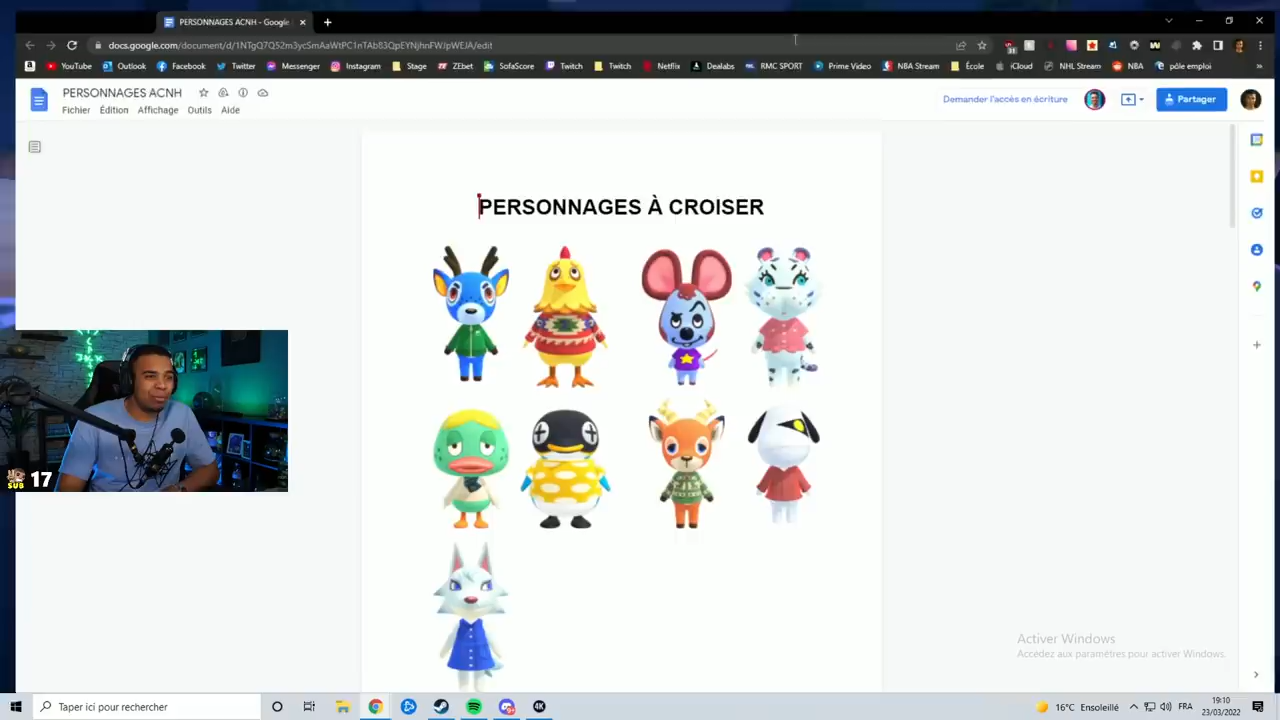 PERSONNAGES ACNH - Google
docs.google.com/document/d/1NTgQ7Q52m3ycSmAaWtPC1nTAb83QpEYNjhnFWJpWEJA/edit
YouTube Outlook Facebook Twitter Messenger Instagram Stage ZEbet SofaScore Twitch Twitch Netflix Dealabs RMC SPORT Prime Video NBA Stream École iCloud NHL Stream NBA pôle emploi »
PERSONNAGES ACNH
Fichier Édition Affichage Outils Aide
Demander l'accès en écriture
Partager
PERSONNAGES À CROISER
SUB 17
Activer Windows
Accédez aux paramètres pour activer Windows.
Taper ici pour rechercher
16°C Ensoleillé
FRA
19:10
23/03/2022